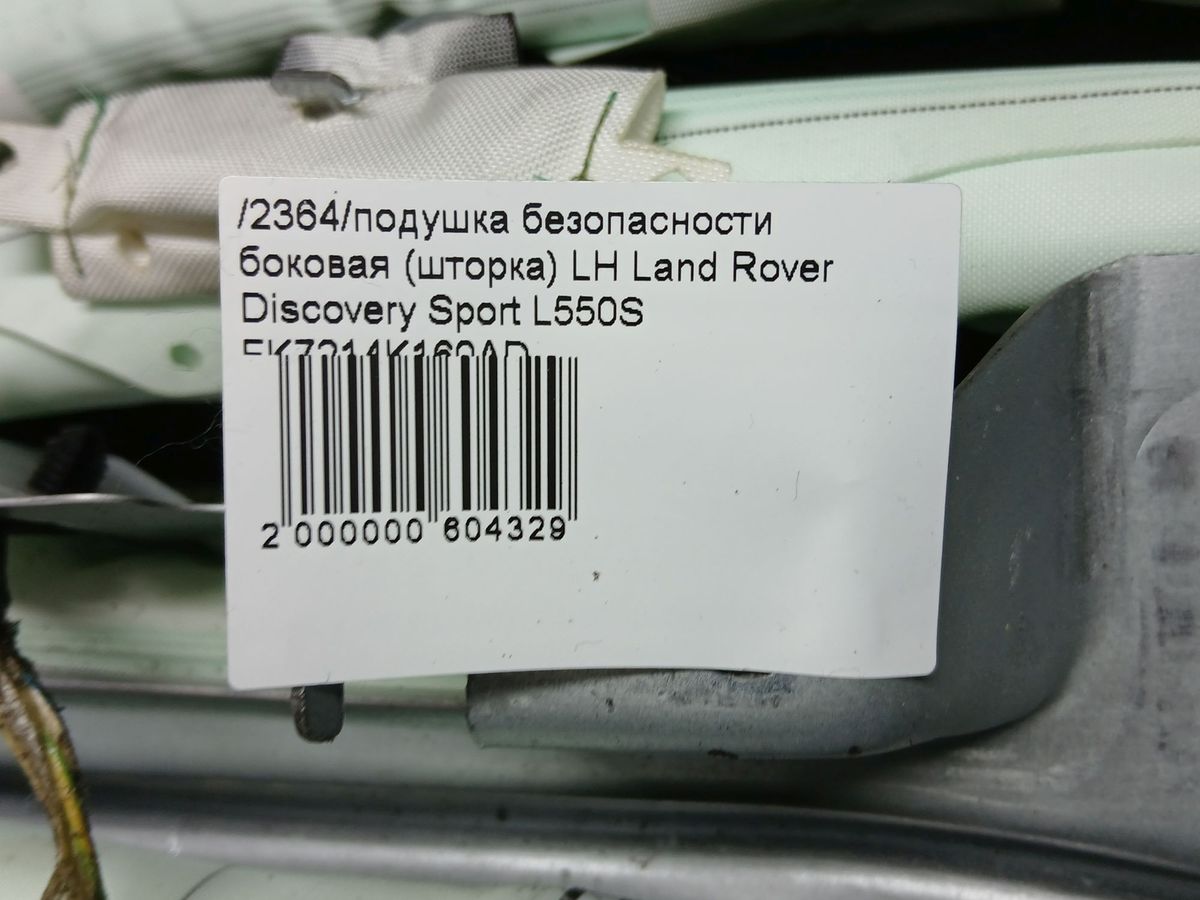 /2364/подушка безопасности
боковая (шторка) LH Land Rover
Discovery Sport L550S
2 000000 604329